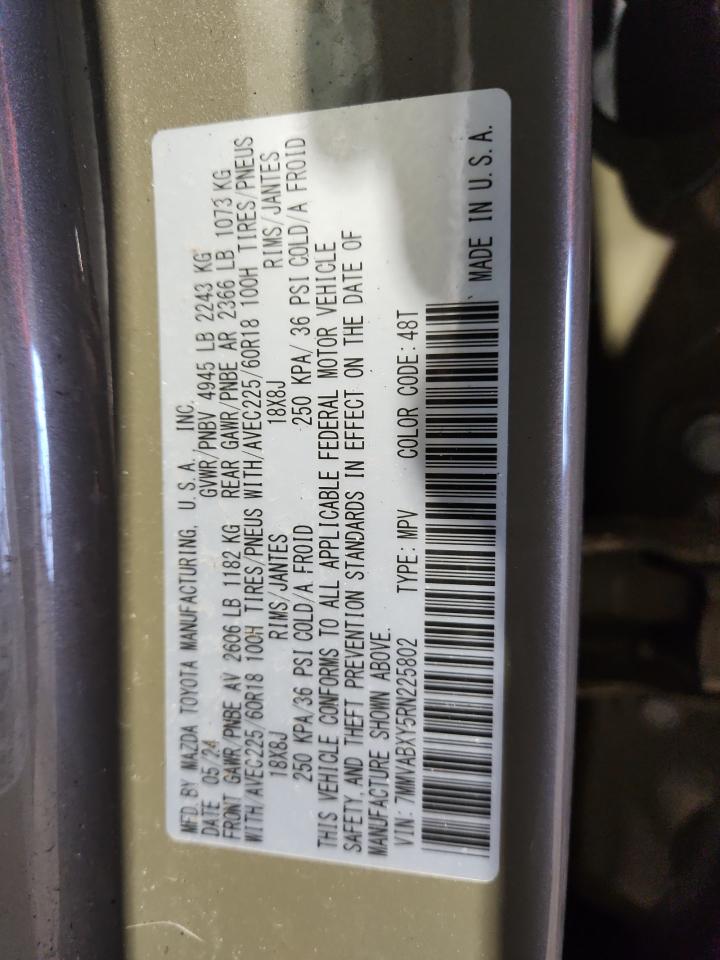 MFD.BY MAZDA TOYOTA MANUFACTURING, U.S.A. INC.
DATE 05/24 GVWR/PNBV 4945 LB 2243 KG
FRONT GAWR/PNBE AV 2606 LB 1182 KG REAR GAWR/PNBE AR 2366 LB 1073 KG
WITH/AVEC225/60R18 100H TIRES/PNEUS WITH/AVEC225/60R18 100H TIRES/PNEUS
18X8J RIMS/JANTES 18X8J RIMS/JANTES
250 KPA/36 PSI COLD/A FROID 250 KPA/ 36 PSI COLD/A FROID
THIS VEHICLE CONFORMS TO ALL APPLICABLE FEDERAL MOTOR VEHICLE
SAFETY,AND THEFT PREVENTION STANDARDS IN EFFECT ON THE DATE OF
MANUFACTURE SHOWN ABOVE.
VIN:7MMVABXY5RN225802 TYPE:MPV COLOR CODE:48T
MADE IN U.S.A.